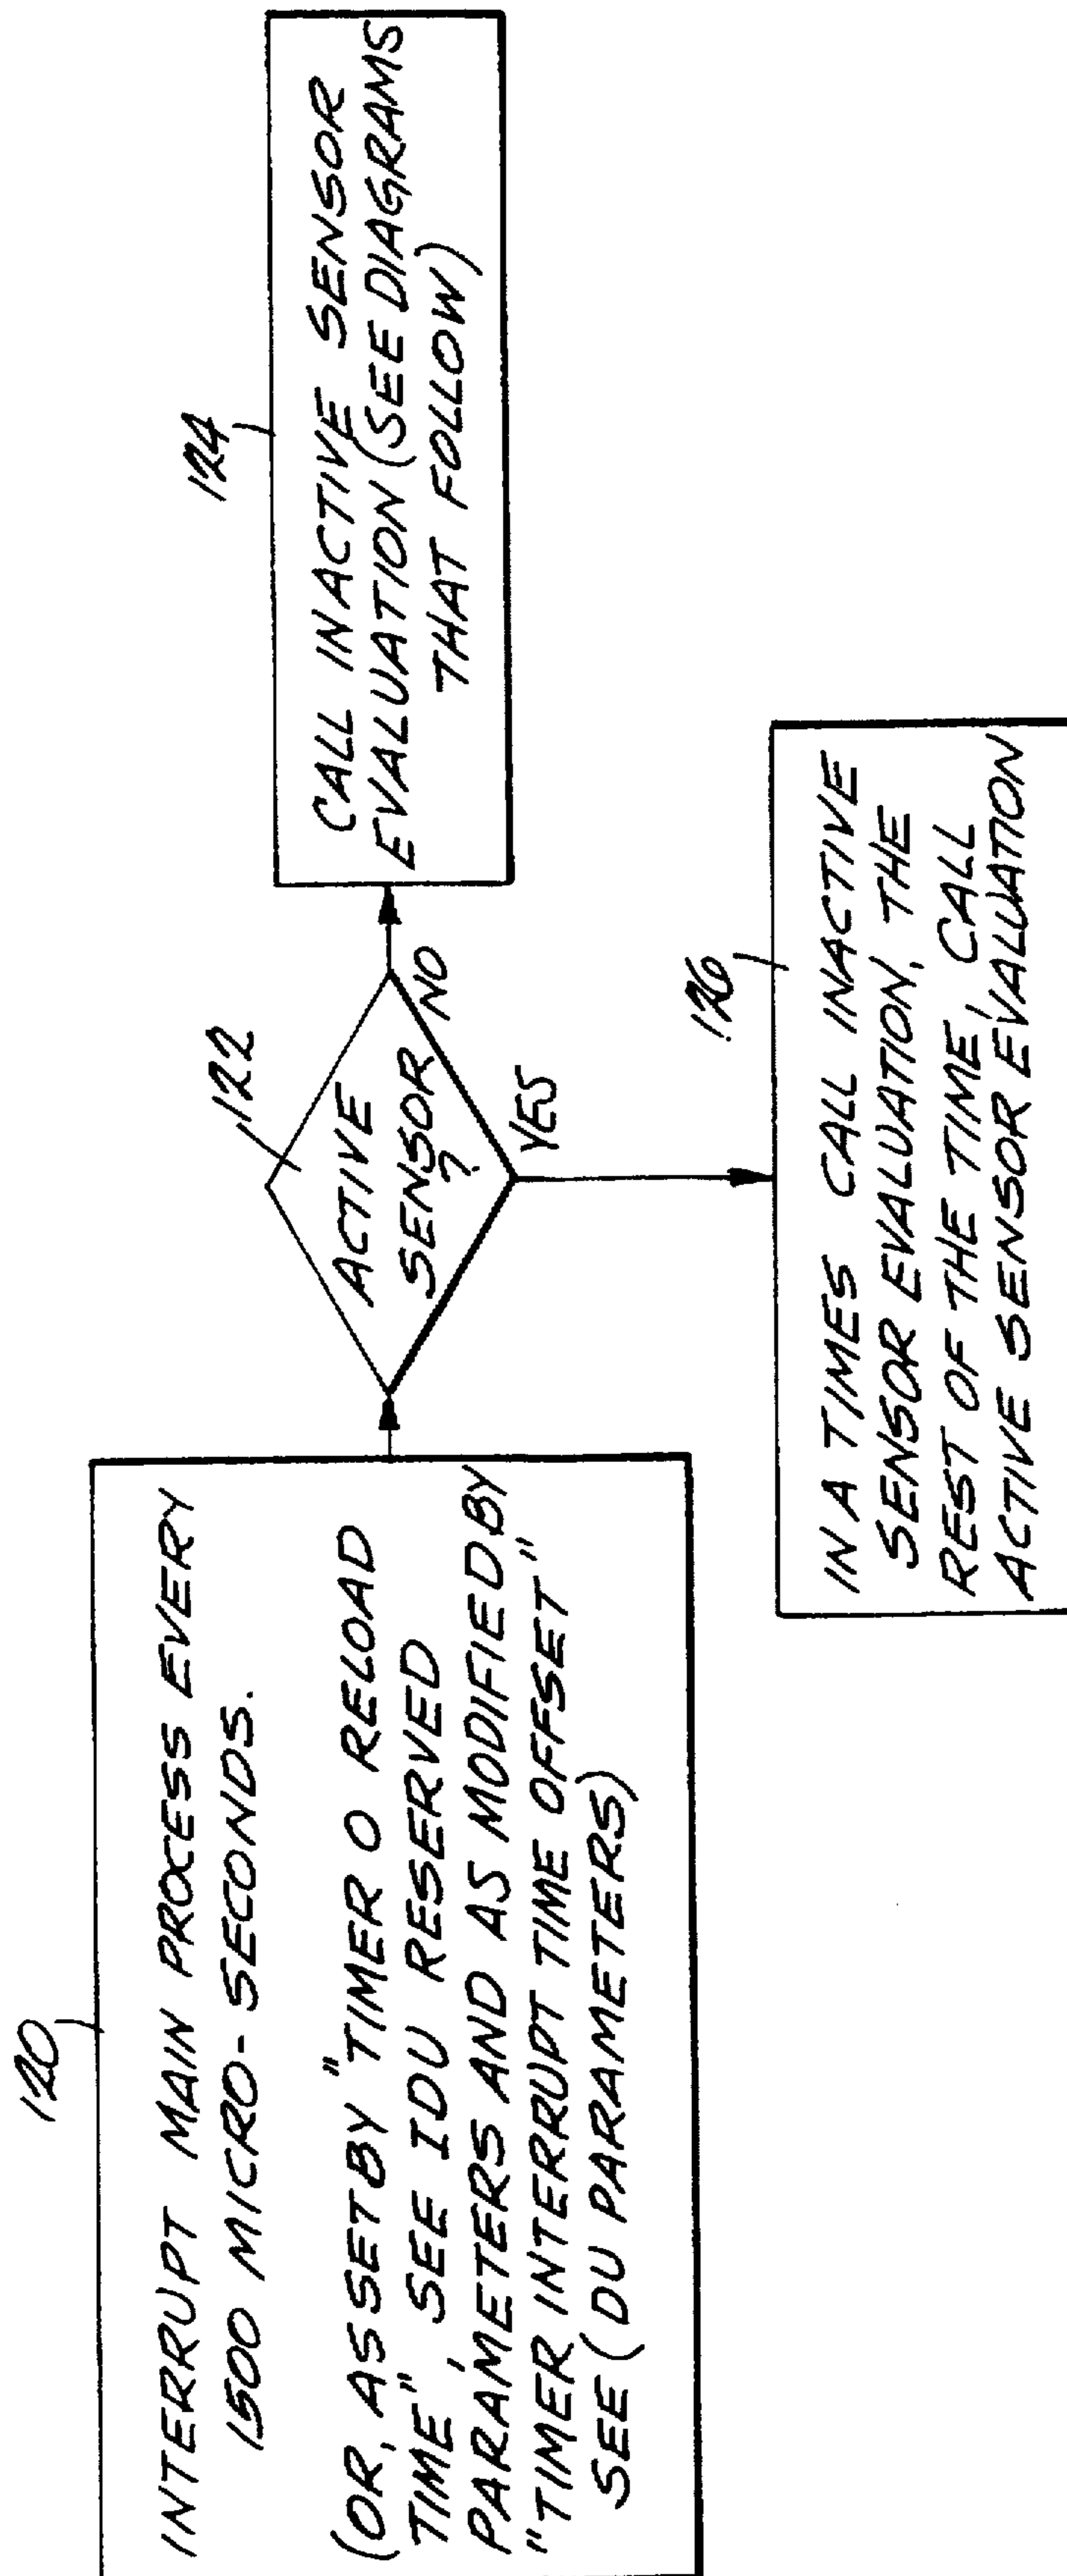 120
INTERRUPT MAIN PROCESS EVERY
1500 MICRO-SECONDS.
(OR, AS SET BY "TIMER 0 RELOAD
TIME", SEE IDU RESERVED
PARAMETERS AND AS MODIFIED BY
"TIMER INTERRUPT TIME OFFSET"
SEE (DU PARAMETERS)
122
ACTIVE
SENSOR
?
NO
YES
124
CALL INACTIVE SENSOR
EVALUATION (SEE DIAGRAMS
THAT FOLLOW)
126
IN A TIMES CALL INACTIVE
SENSOR EVALUATION, THE
REST OF THE TIME, CALL
ACTIVE SENSOR EVALUATION